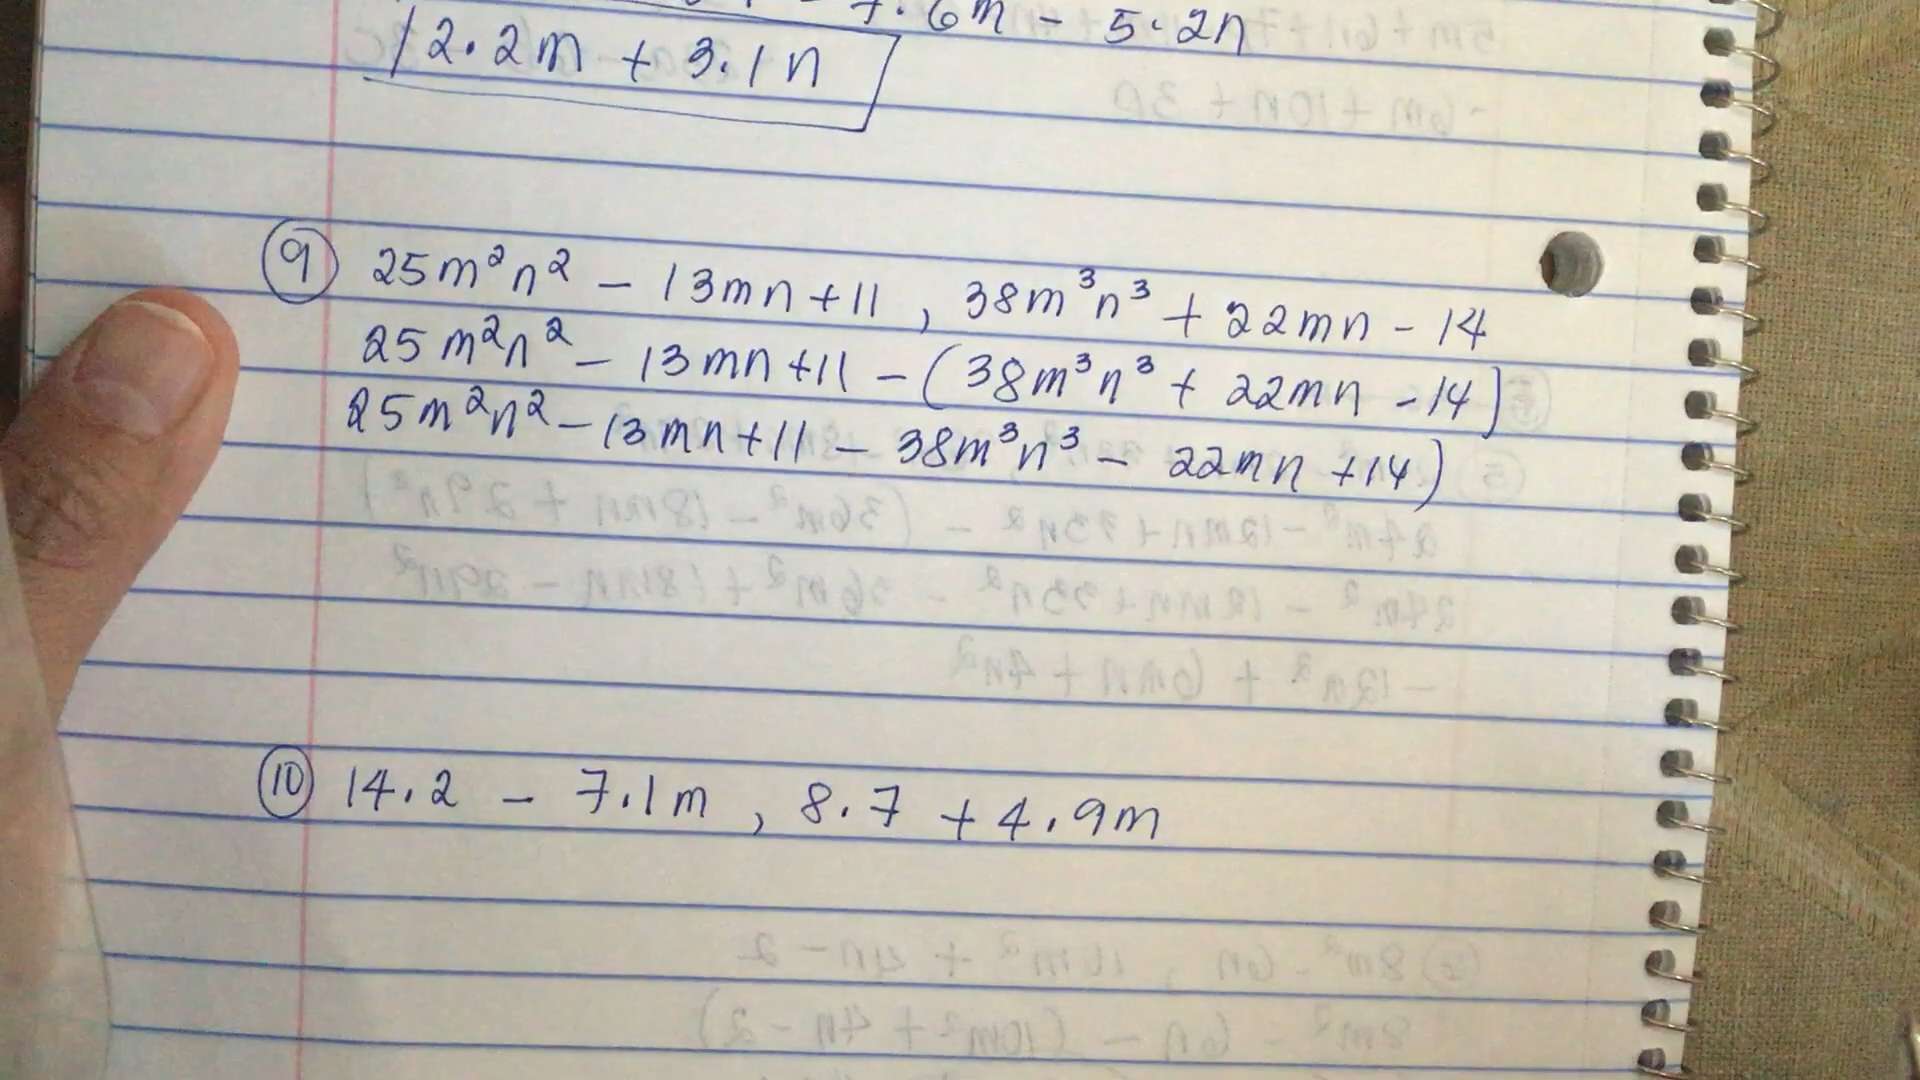 7.6m - 5.2n
12.2m + 3.1n
9 25m²n² - 13mn + 11 , 38m³n³ + 22mn - 14
25m²n² - 13mn + 11 - (38m³n³ + 22mn - 14)
25m²n² - 13mn + 11 - 38m³n³ - 22mn + 14)
10 14.2 - 7.1m , 8.7 + 4.9m